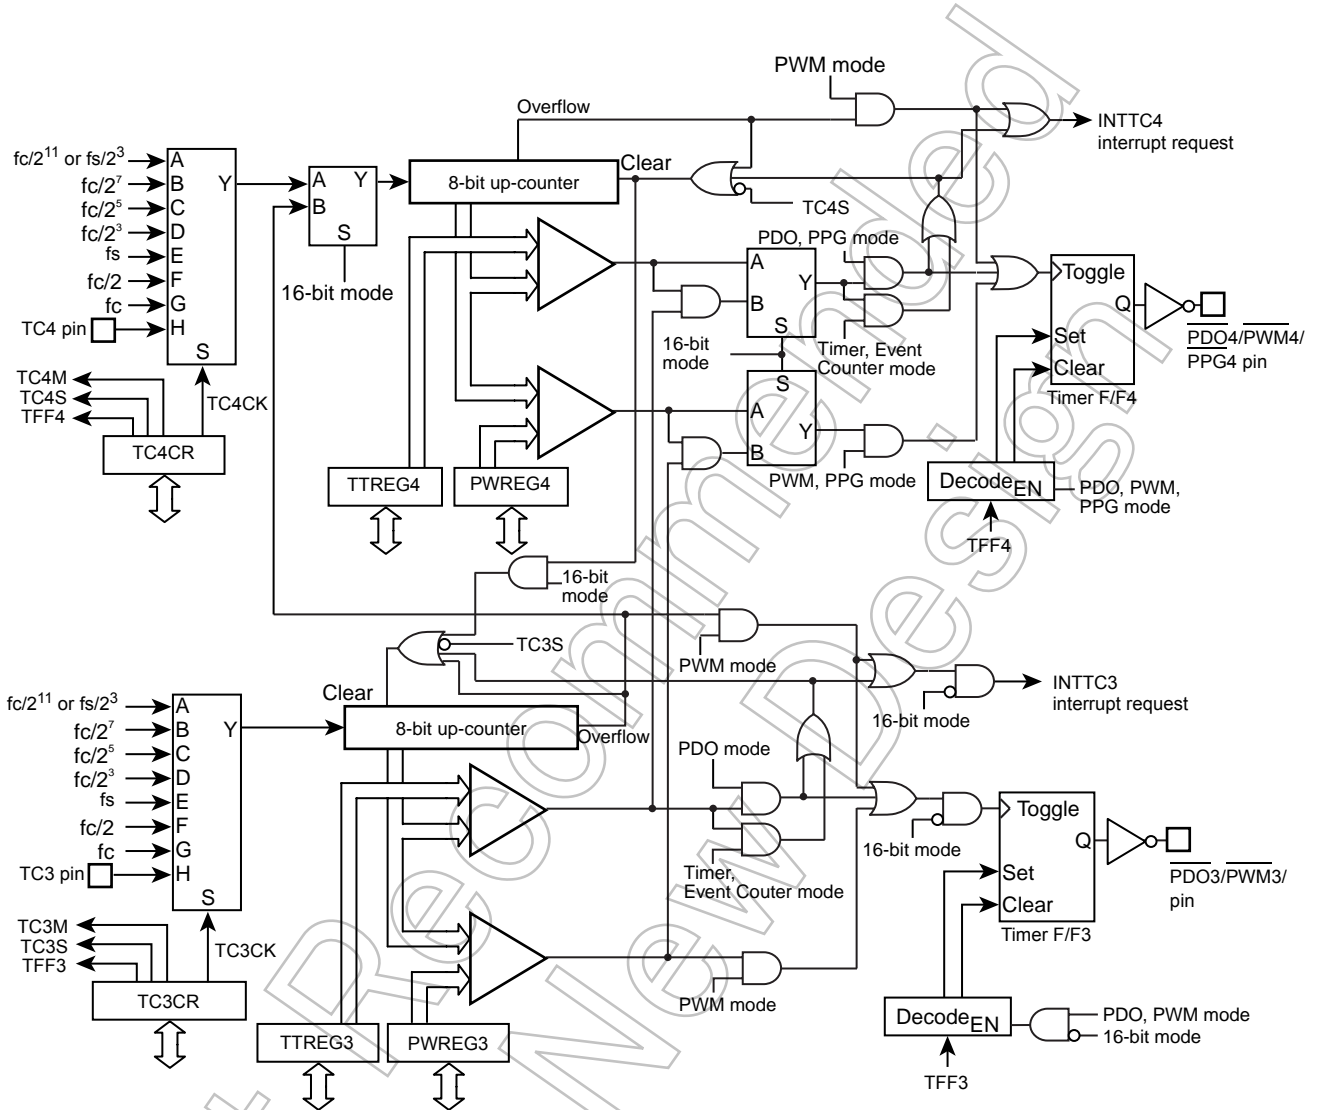 PWM mode
Overflow
INTTC4
interrupt request
fc/2¹¹ or fs/2³
fc/2⁷
fc/2⁵
fc/2³
fs
fc/2
fc
TC4 pin
A
B
C
D
E
F
G
H
Y
S
A
B
Y
S
16-bit mode
8-bit up-counter
Clear
TC4S
PDO, PPG mode
A
B
Y
S
16-bit
mode
Timer, Event
Counter mode
S
A
B
Y
PWM, PPG mode
Toggle
Q
Set
Clear
Timer F/F4
PDO4/PWM4/
PPG4 pin
TC4M
TC4S
TFF4
TC4CK
TC4CR
TTREG4
PWREG4
Decode EN
PDO, PWM,
PPG mode
TFF4
16-bit
mode
TC3S
PWM mode
INTTC3
interrupt request
16-bit mode
fc/2¹¹ or fs/2³
fc/2⁷
fc/2⁵
fc/2³
fs
fc/2
fc
TC3 pin
A
B
C
D
E
F
G
H
Y
S
Clear
8-bit up-counter
Overflow
PDO mode
Timer,
Event Couter mode
16-bit mode
Toggle
Q
Set
Clear
Timer F/F3
PDO3/PWM3/
pin
TC3M
TC3S
TFF3
TC3CK
TC3CR
TTREG3
PWREG3
PWM mode
Decode EN
PDO, PWM mode
16-bit mode
TFF3
Not Recommended
New Design